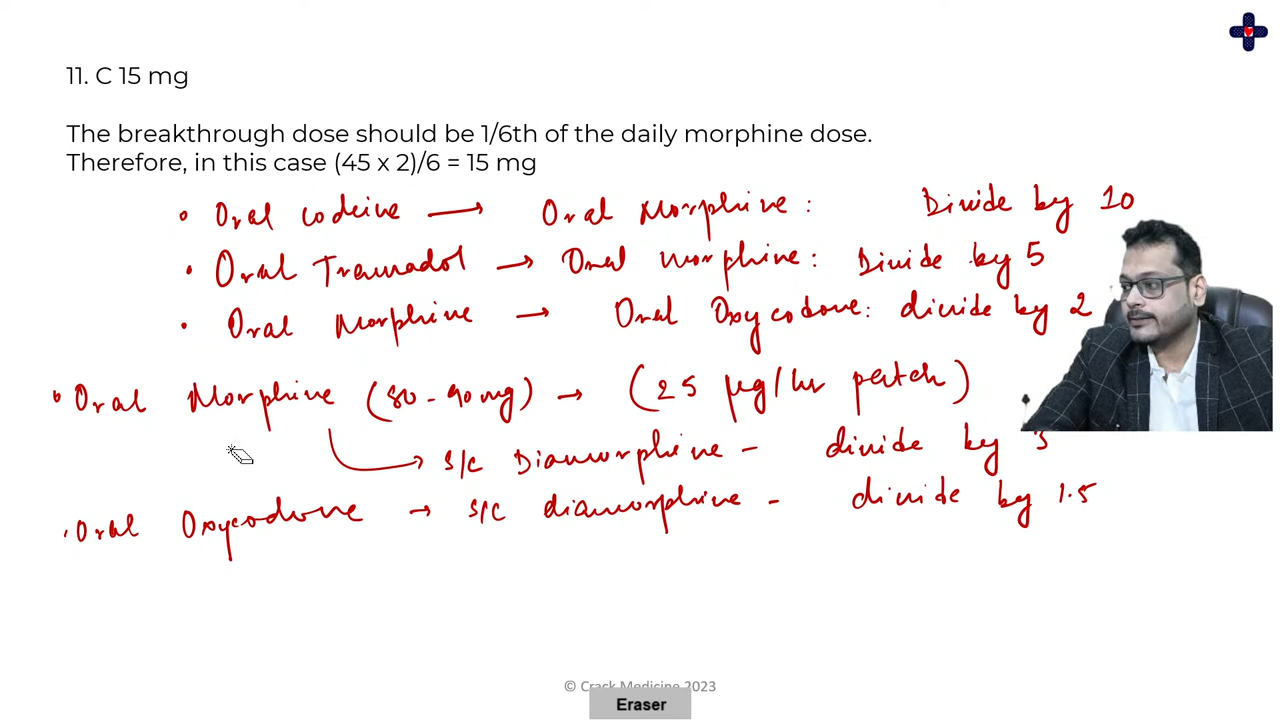 11. C 15 mg
The breakthrough dose should be 1/6th of the daily morphine dose.
Therefore, in this case (45 x 2)/6 = 15 mg
• Oral Codeine → Oral Morphine : Divide by 10
• Oral Tramadol → Oral morphine : Divide by 5
• Oral Morphine → Oral Oxycodone : divide by 2
• Oral Morphine (80 - 90 mg) → (25 µg/hr patch)
→ S/C Diamorphine - divide by 3
• Oral Oxycodone → S/C diamorphine - divide by 1.5
© Crack Medicine 2023
Eraser